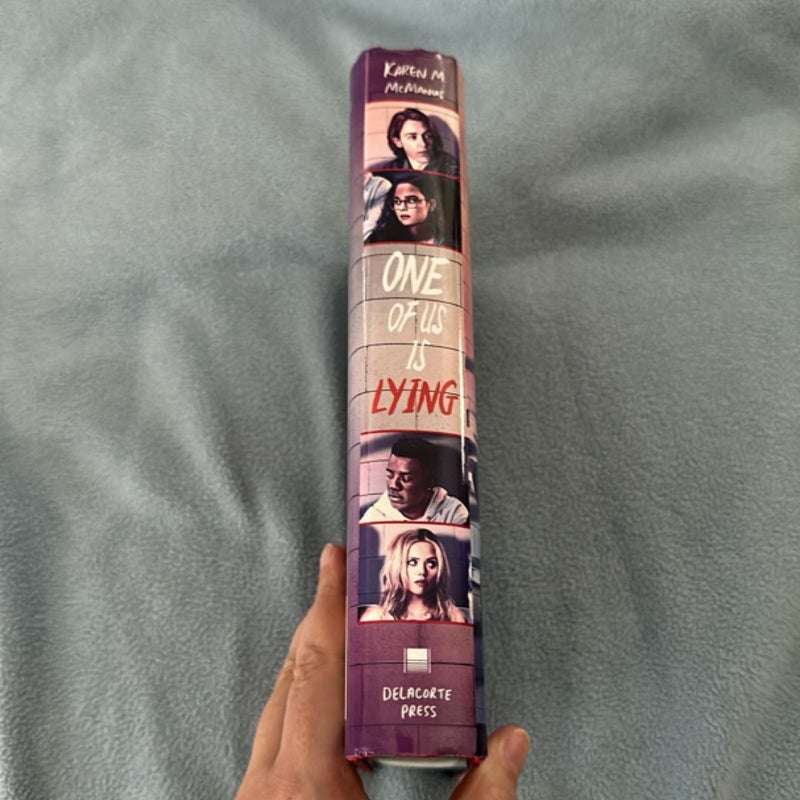 KAREN M.
McMANUS
ONE
OF US
IS
LYING
DELACORTE
PRESS